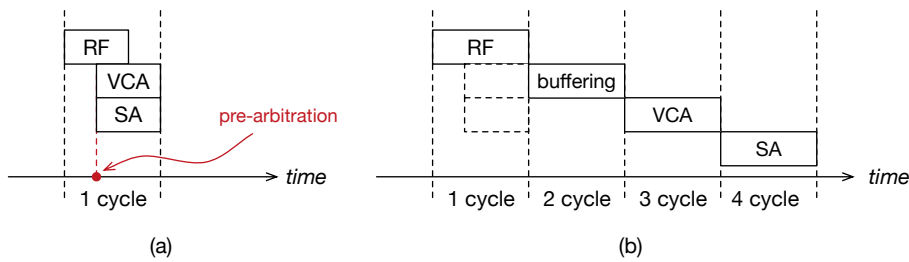 RF
VCA
SA
pre-arbitration
time
1 cycle
(a)
RF
buffering
VCA
SA
time
1 cycle
2 cycle
3 cycle
4 cycle
(b)